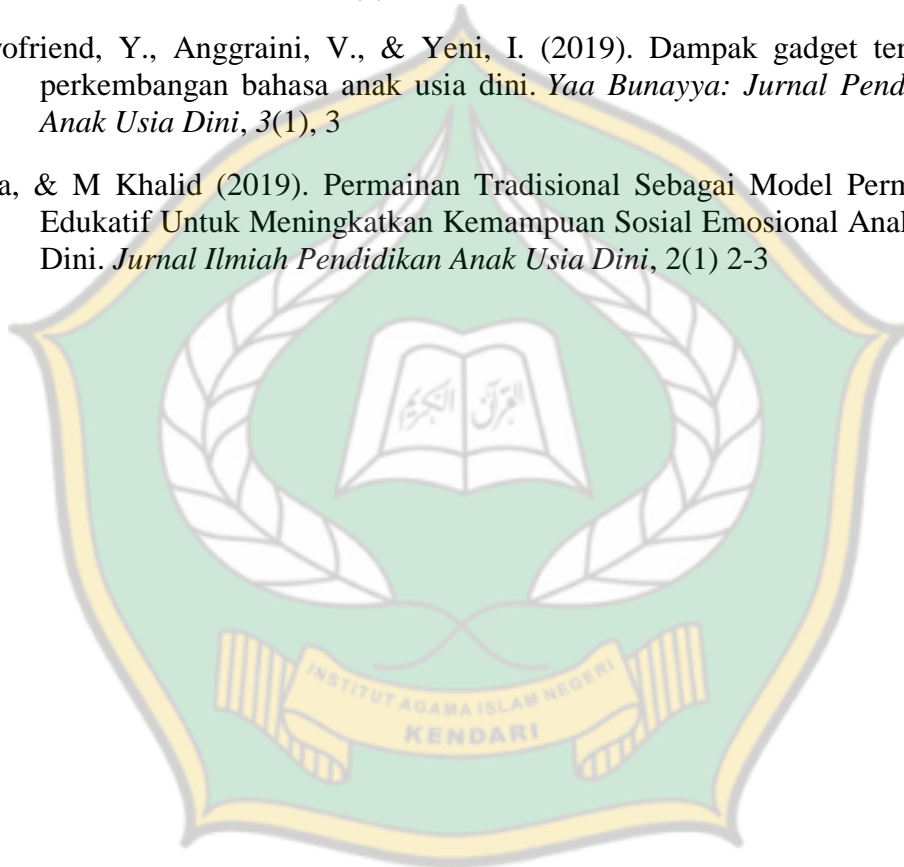 ofriend, Y., Anggraini, V., & Yeni, I. (2019). Dampak gadget ter
perkembangan bahasa anak usia dini. Yaa Bunayya: Jurnal Pend
Anak Usia Dini, 3(1), 3
a, & M Khalid (2019). Permainan Tradisional Sebagai Model Perm
Edukatif Untuk Meningkatkan Kemampuan Sosial Emosional Anak
Dini. Jurnal Ilmiah Pendidikan Anak Usia Dini, 2(1) 2-3
القرآن الكريم
INSTITUT AGAMA ISLAM NEGERI
KENDARI